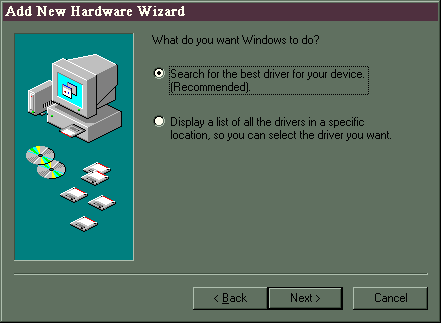 Add New Hardware Wizard
What do you want Windows to do?
Search for the best driver for your device.
(Recommended).
Display a list of all the drivers in a specific
location, so you can select the driver you want.
< Back
Next >
Cancel